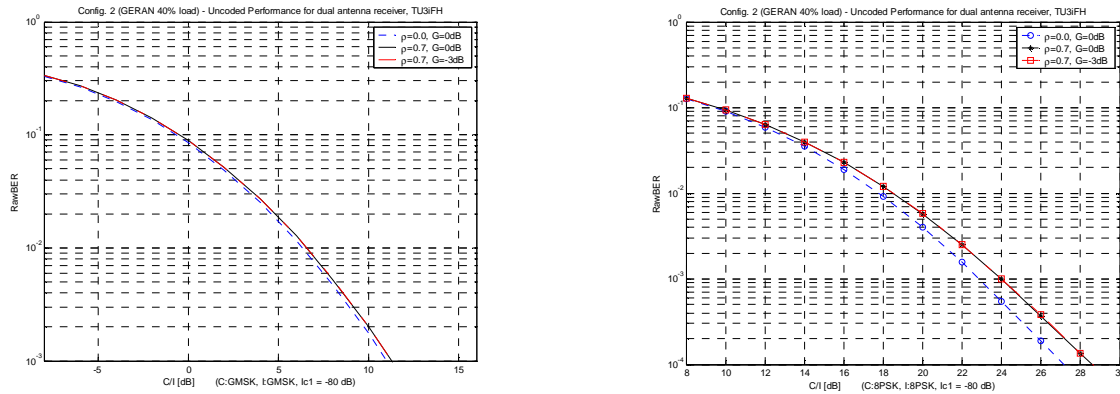 Config. 2 (GERAN 40% load) - Uncoded Performance for dual antenna receiver, TU3iFH
ρ=0.0, G=0dB
ρ=0.7, G=0dB
ρ=0.7, G=-3dB
RawBER
10^0
10^-1
10^-2
10^-3
-5 0 5 10 15
C/I [dB] (C:GMSK, I:GMSK, Ic1 = -80 dB)
Config. 2 (GERAN 40% load) - Uncoded Performance for dual antenna receiver, TU3iFH
ρ=0.0, G=0dB
ρ=0.7, G=0dB
ρ=0.7, G=-3dB
RawBER
10^0
10^-1
10^-2
10^-3
10^-4
8 10 12 14 16 18 20 22 24 26 28
C/I [dB] (C:8PSK, I:8PSK, Ic1 = -80 dB)